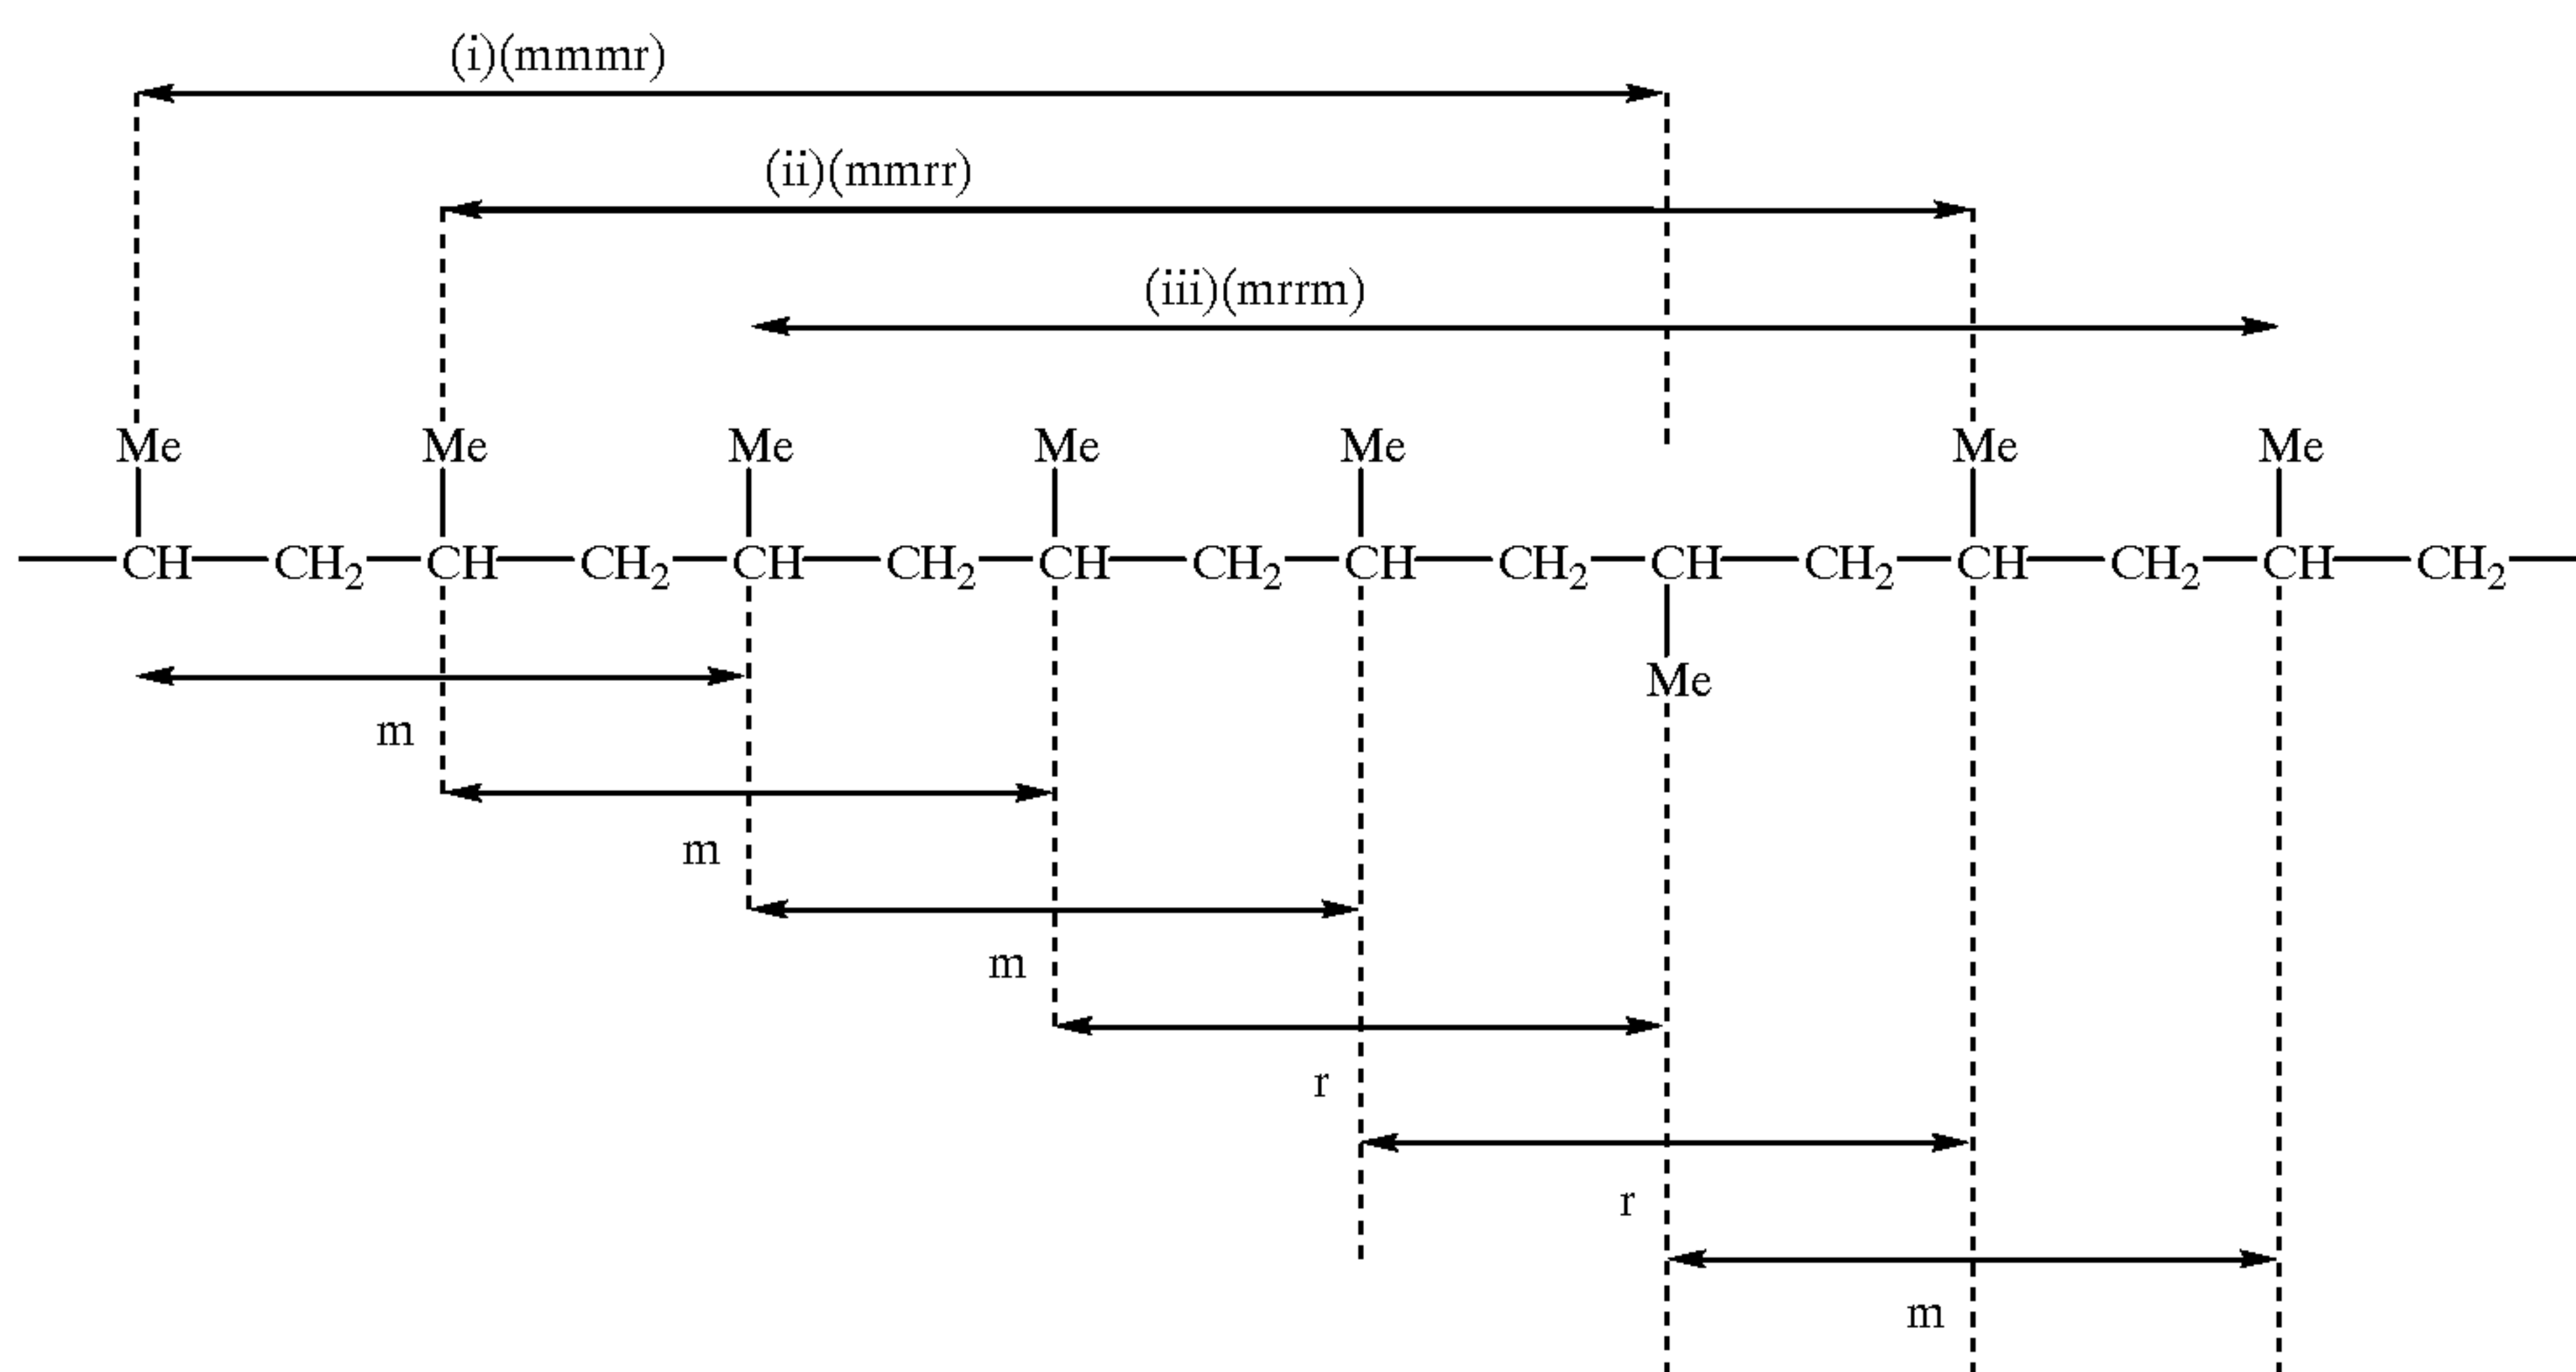 (i)(mmmr)
(ii)(mmrr)
(iii)(mrrm)
Me Me Me Me Me Me Me
CH CH₂ CH CH₂ CH CH₂ CH CH₂ CH CH₂ CH CH₂ CH CH₂ CH CH₂
Me
m
m
m
r
r
m